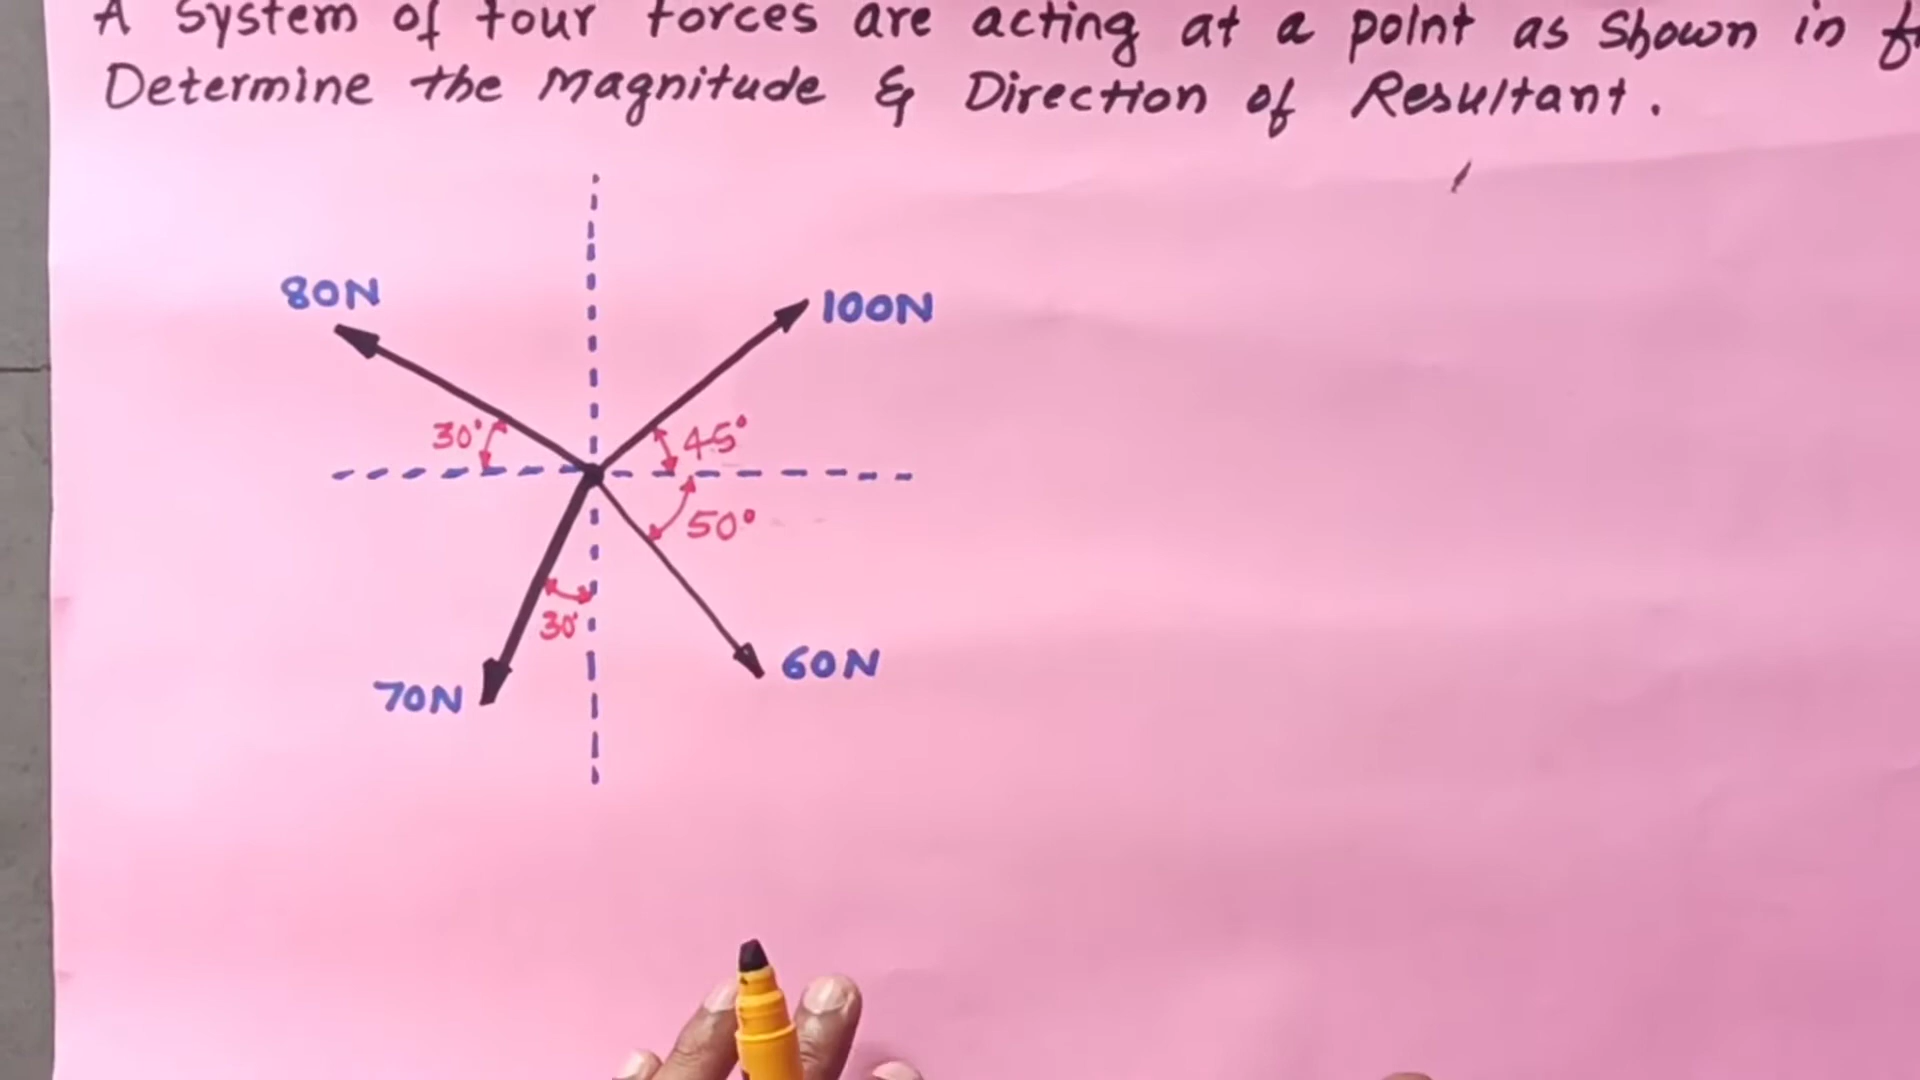 A System of four forces are acting at a point as Shown in
Determine the Magnitude & Direction of Resultant.
80N
100N
30°
45°
50°
30°
60N
70N